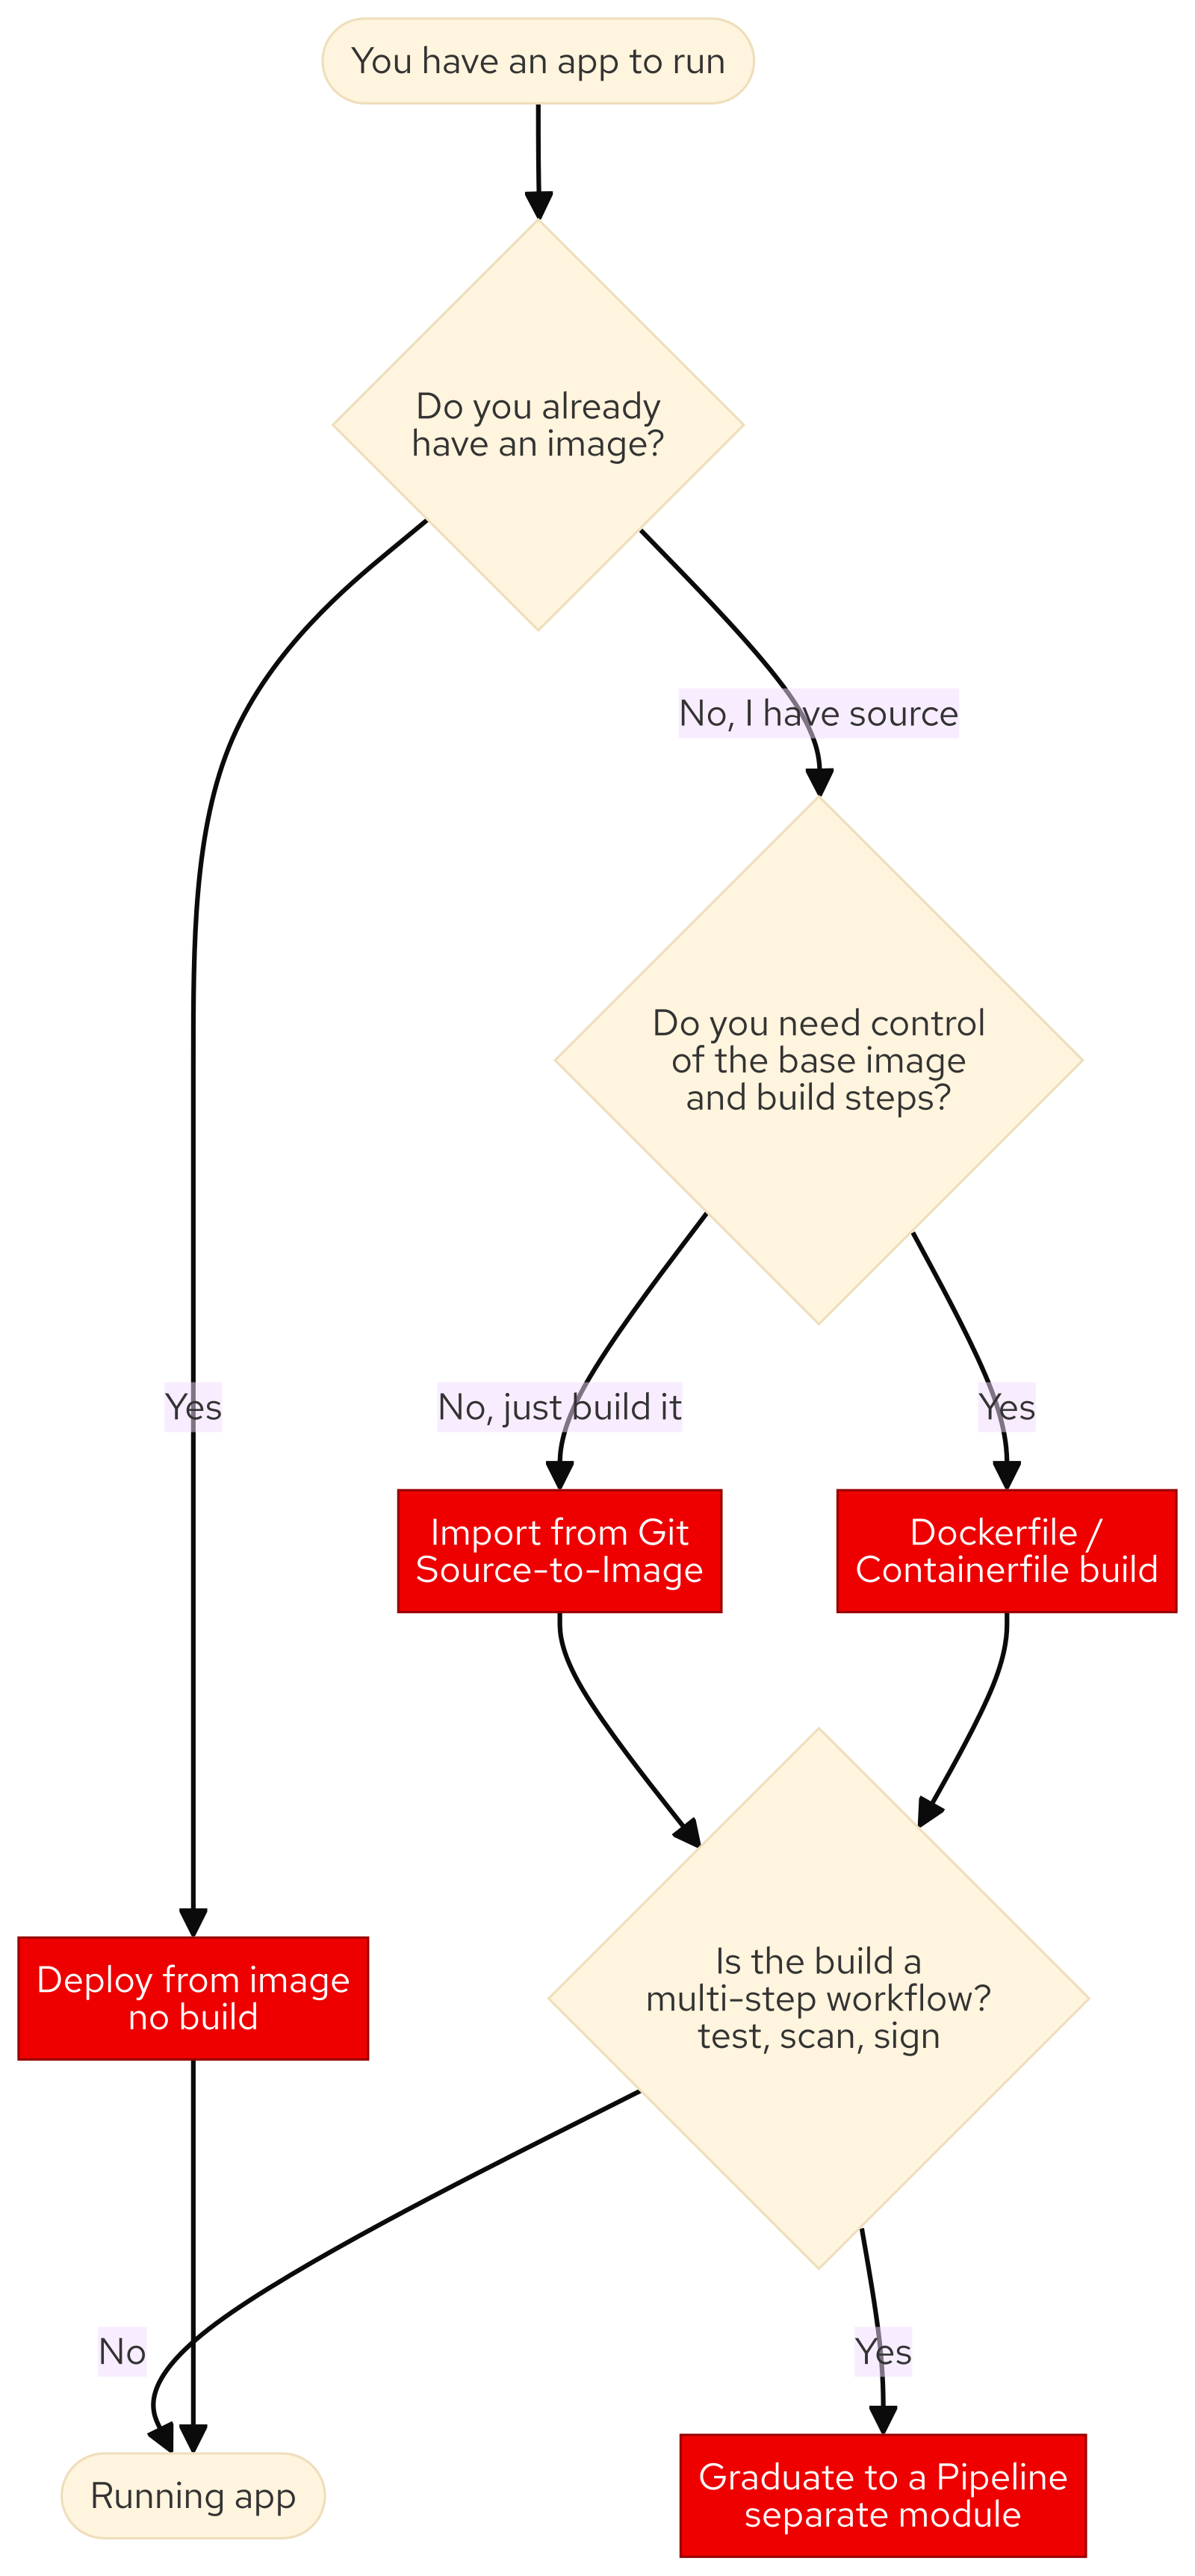 You have an app to run
Do you already
have an image?
No, I have source
Do you need control
of the base image
and build steps?
Yes
No, just build it
Yes
Import from Git
Source-to-Image
Dockerfile /
Containerfile build
Deploy from image
no build
Is the build a
multi-step workflow?
test, scan, sign
No
Yes
Running app
Graduate to a Pipeline
separate module